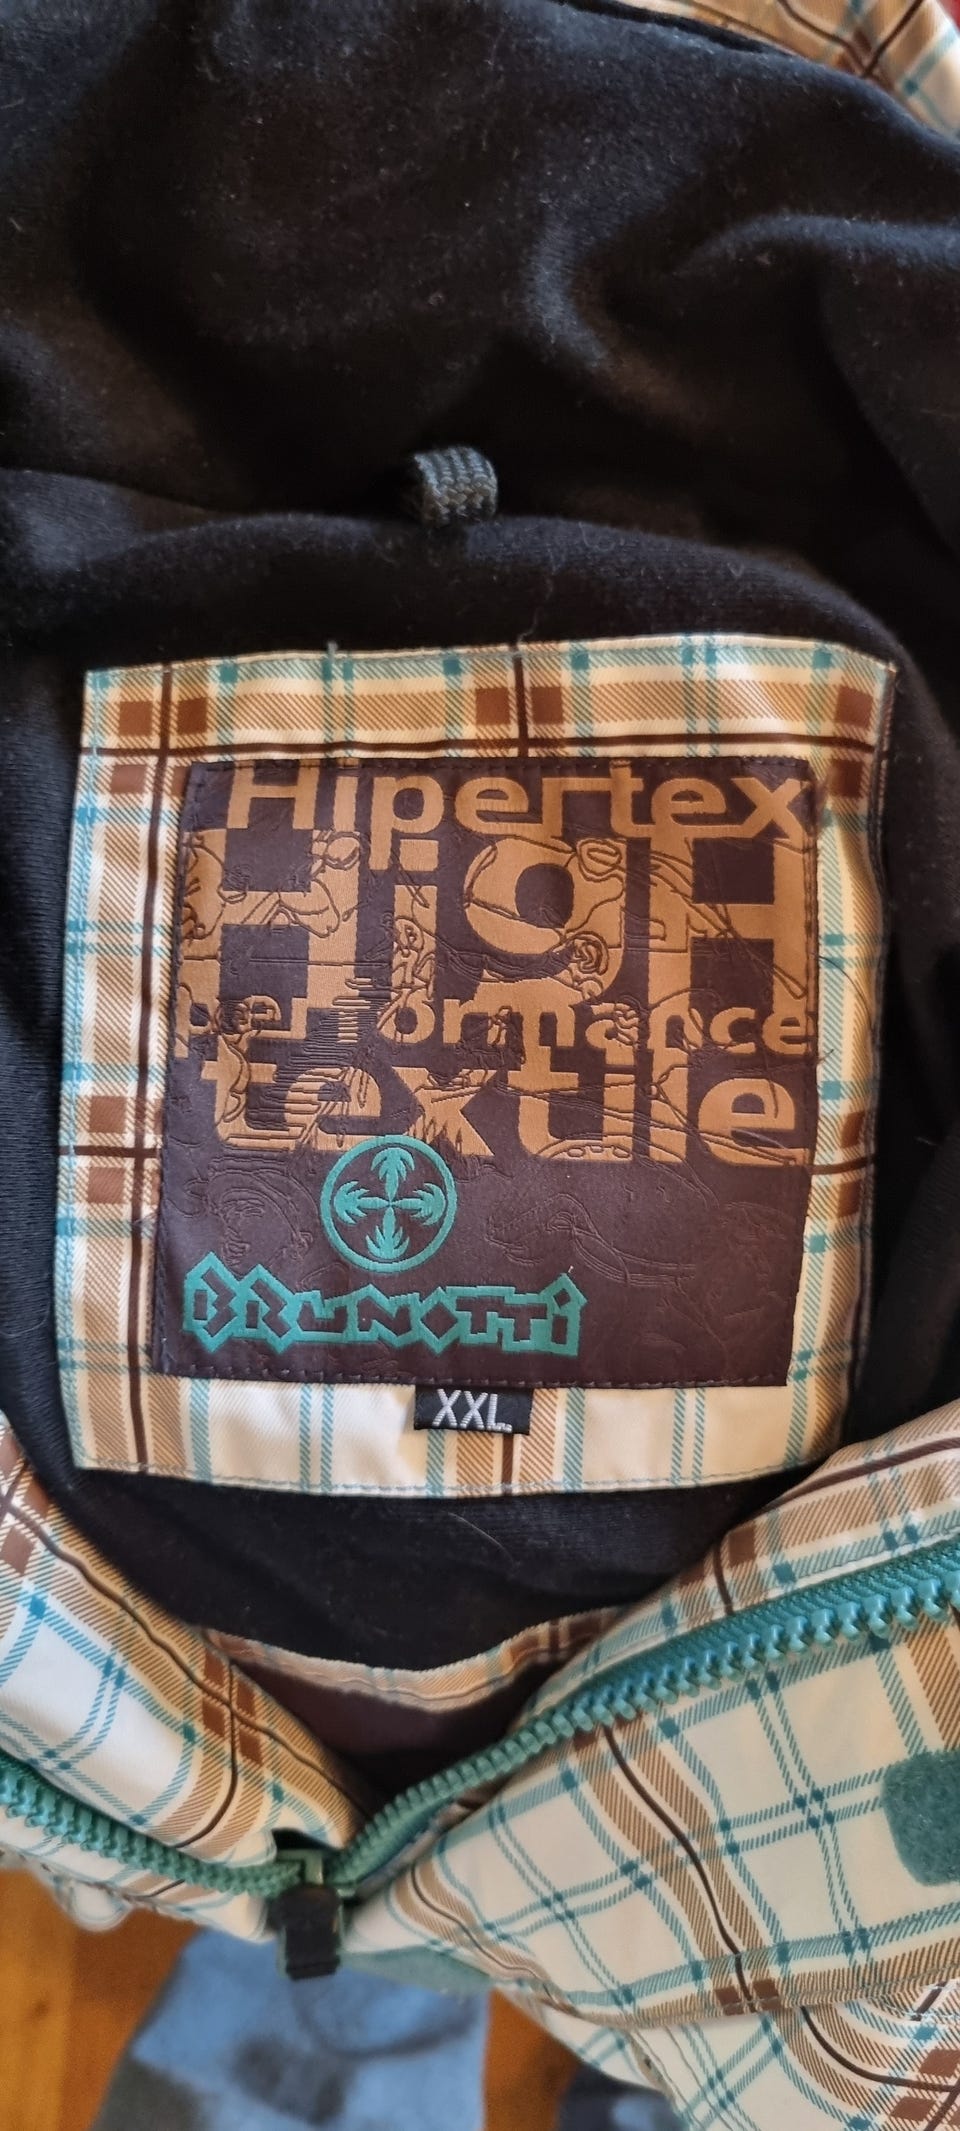 Hipertex
HigH
performance
textile
BRUNOTTI
XXL